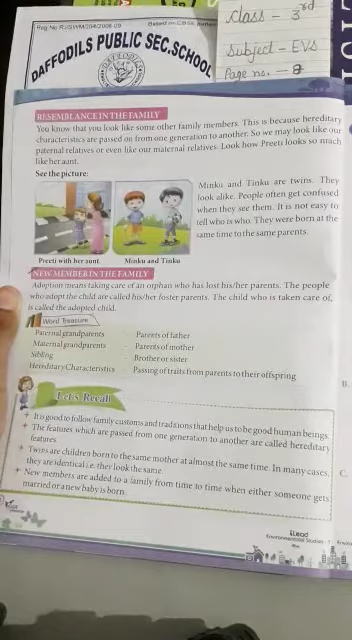 Reg No RJ/SWM/204/2008-09
Based on CBSE
DAFFODILS PUBLIC SEC.SCHOOL
Class - 3rd
Subject - EVS
Page no. - 8
RESEMBLANCE IN THE FAMILY
You know that you look like some other family members. This is because hereditary
characteristics are passed on from one generation to another. So we may look like our
paternal relatives or even like our maternal relatives. Look how Preeti looks so much
like her aunt.
See the picture:
Minku and Tinku are twins. They
look alike. People often get confused
when they see them. It is not easy to
tell who is who. They were born at the
same time to the same parents.
Preeti with her aunt. Minku and Tinku
NEW MEMBER IN THE FAMILY
Adoption means taking care of an orphan who has lost his/her parents. The people
who adopt the child are called his/her foster parents. The child who is taken care of,
is called the adopted child.
Word Treasure
Paternal grandparents - Parents of father
Maternal grandparents - Parents of mother
Sibling - Brother or sister
Hereditary Characteristics - Passing of traits from parents to their offspring
Let's Recall
It is good to follow family customs and traditions that help us to be good human beings.
The features which are passed from one generation to another are called hereditary
features.
Twins are children born to the same mother at almost the same time. In many cases,
they are identical i.e. they look the same.
New members are added to a family from time to time when either someone gets
married or a new baby is born.
B.
C.
iLead
Environmental Studies - 3